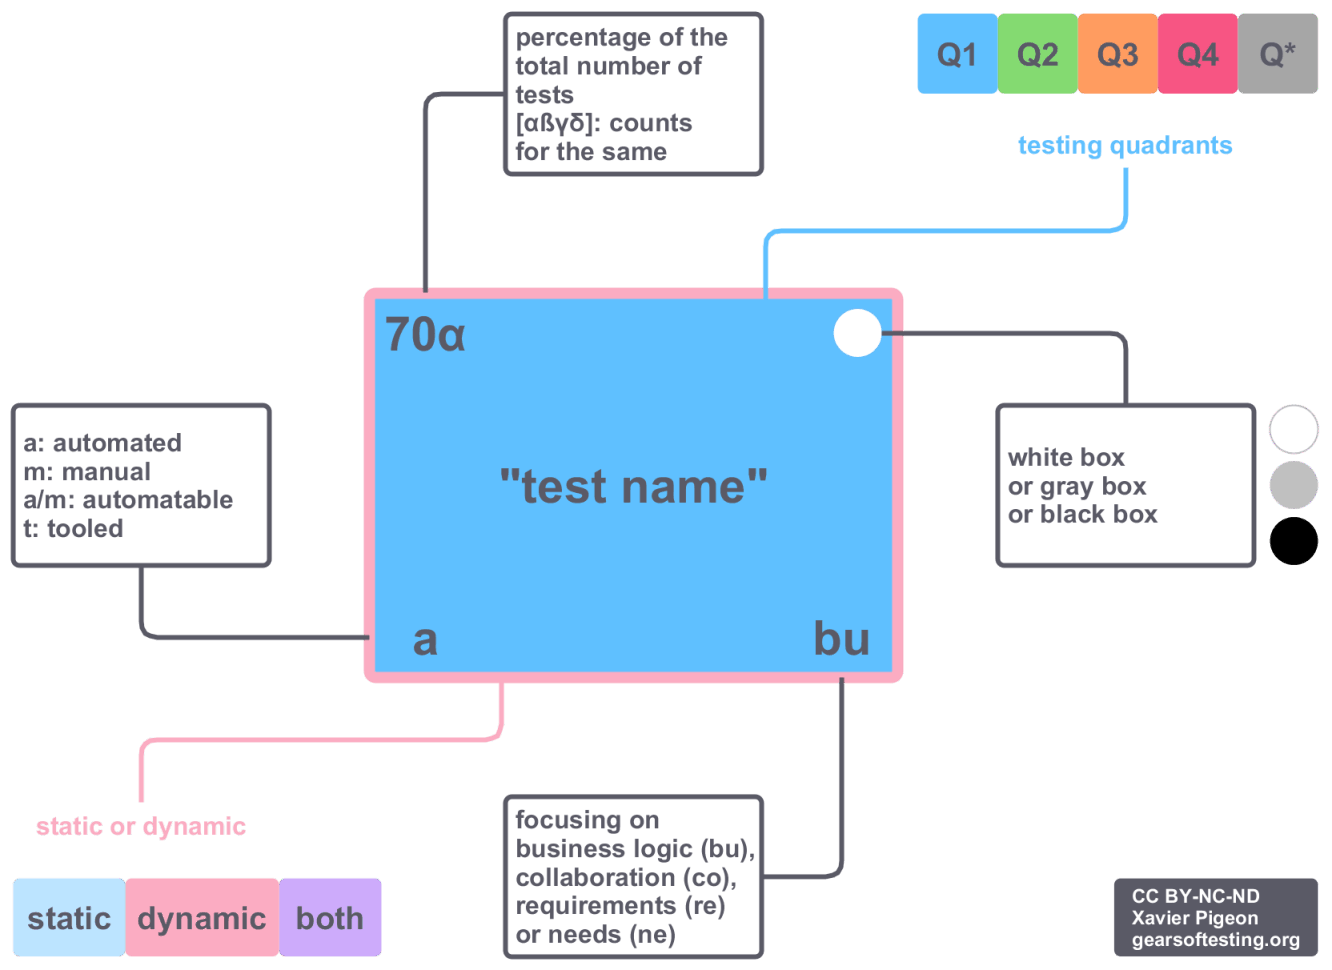 percentage of the
total number of
tests
[αßγδ]: counts
for the same
Q1 Q2 Q3 Q4 Q*
testing quadrants
70α
a: automated
m: manual
a/m: automatable
t: tooled
"test name"
white box
or gray box
or black box
a
bu
static or dynamic
static dynamic both
focusing on
business logic (bu),
collaboration (co),
requirements (re)
or needs (ne)
CC BY-NC-ND
Xavier Pigeon
gearsoftesting.org